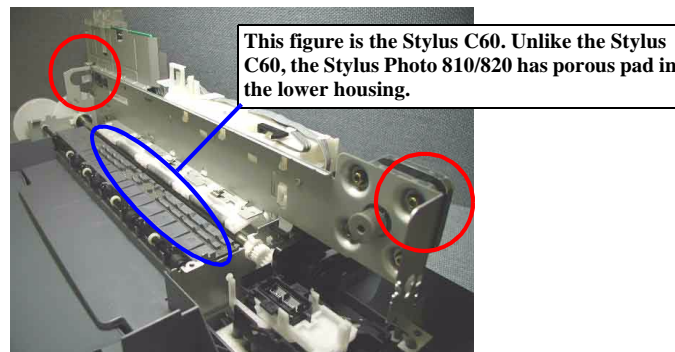 This figure is the Stylus C60. Unlike the Stylus
C60, the Stylus Photo 810/820 has porous pad in
the lower housing.